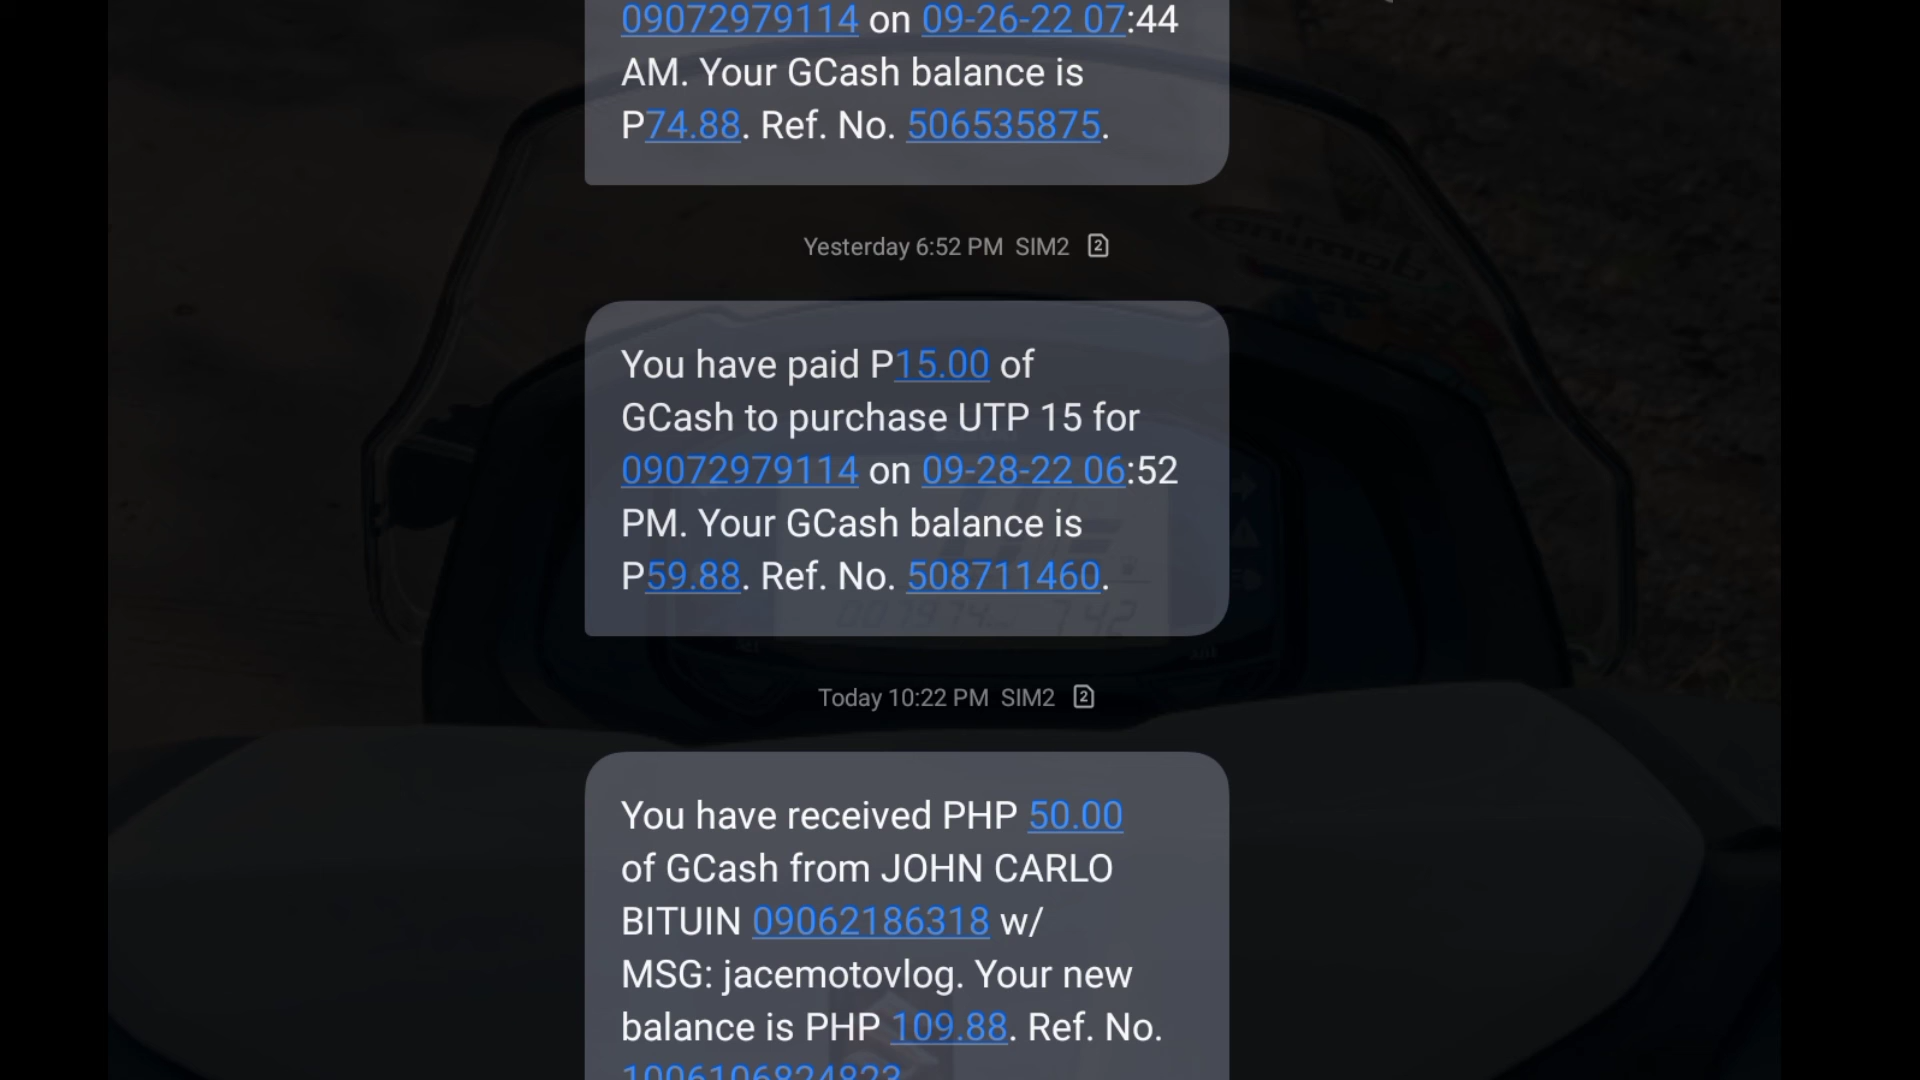 09072979114 on 09-26-22 07:44
AM. Your GCash balance is
P74.88. Ref. No. 506535875.
Yesterday 6:52 PM SIM2 2
You have paid P15.00 of
GCash to purchase UTP 15 for
09072979114 on 09-28-22 06:52
PM. Your GCash balance is
P59.88. Ref. No. 508711460.
Today 10:22 PM SIM2 2
You have received PHP 50.00
of GCash from JOHN CARLO
BITUIN 09062186318 w/
MSG: jacemotovlog. Your new
balance is PHP 109.88. Ref. No.
1006106824823